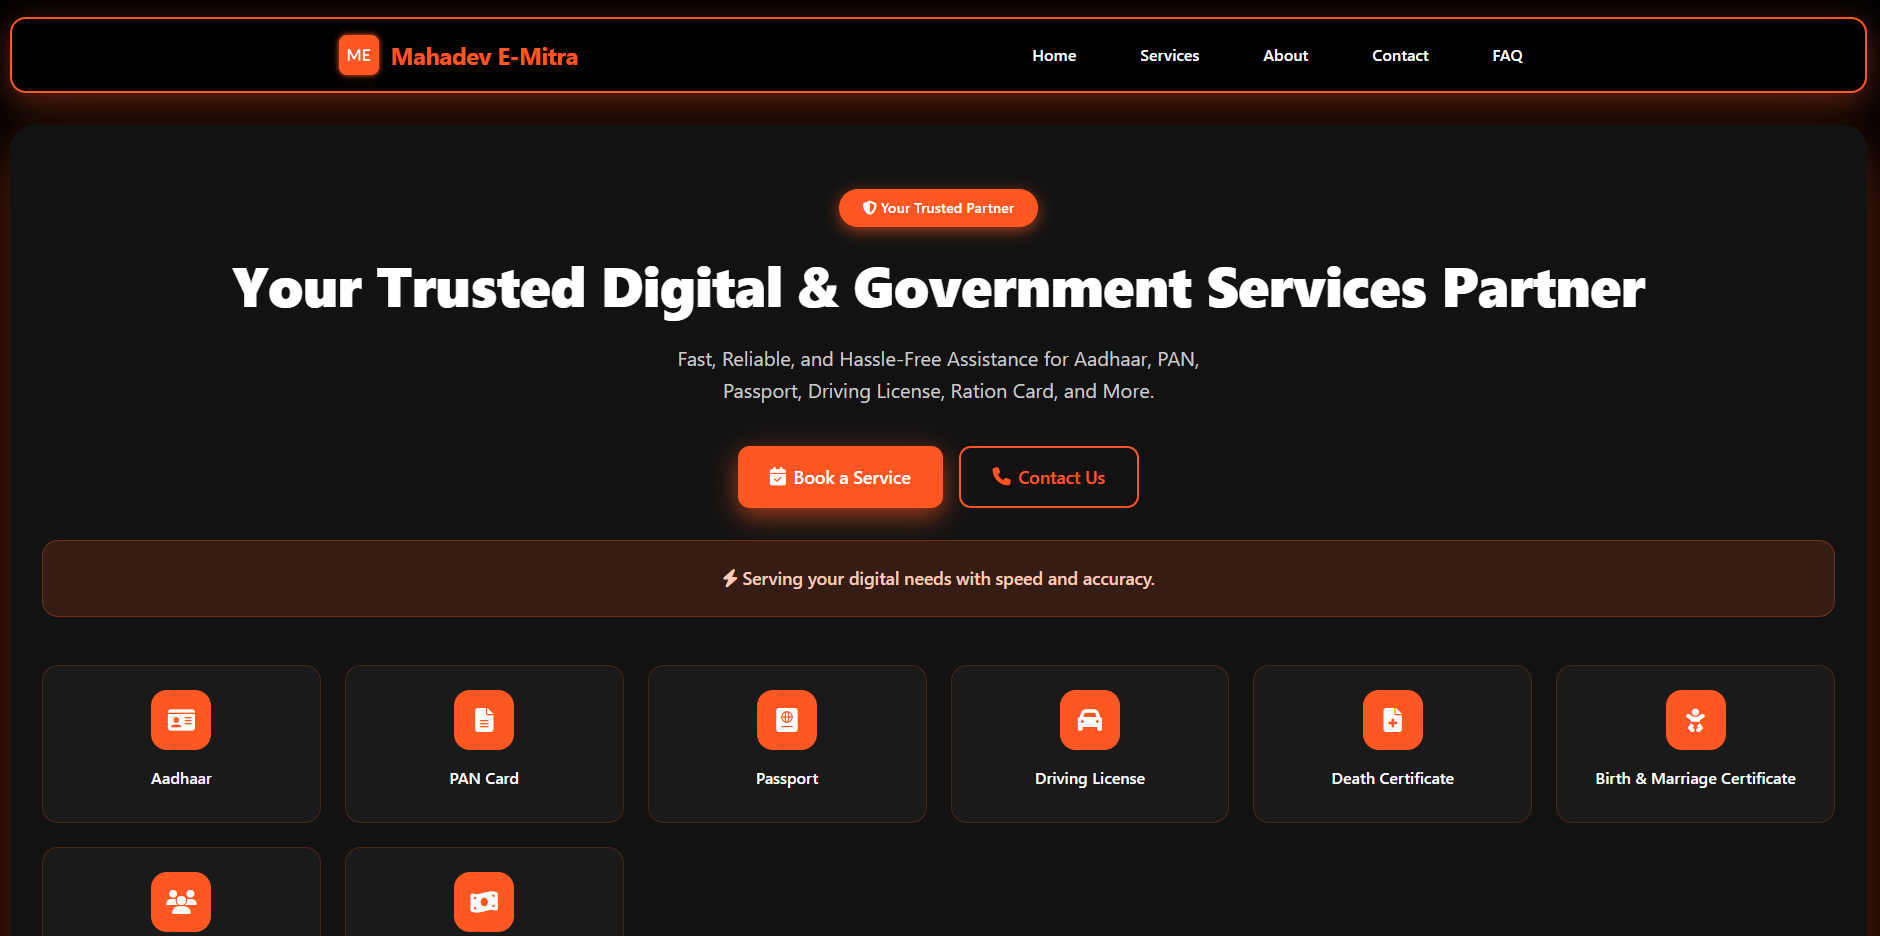 ME Mahadev E-Mitra Home Services About Contact FAQ
Your Trusted Partner
Your Trusted Digital & Government Services Partner
Fast, Reliable, and Hassle-Free Assistance for Aadhaar, PAN,
Passport, Driving License, Ration Card, and More.
Book a Service Contact Us
Serving your digital needs with speed and accuracy.
Aadhaar PAN Card Passport Driving License Death Certificate Birth & Marriage Certificate